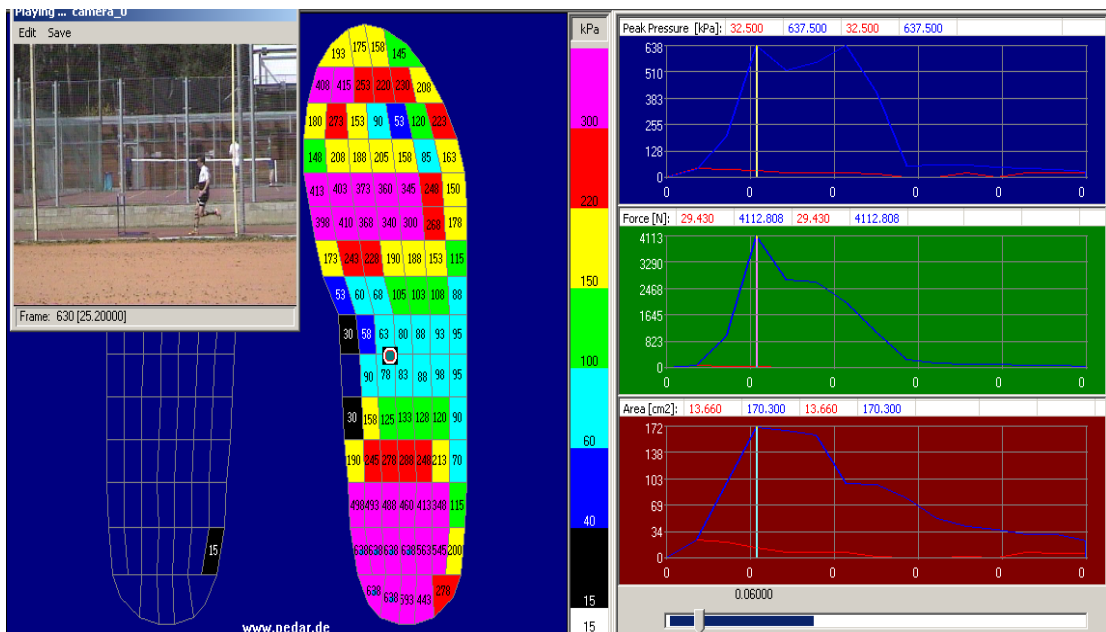 Playing ... camera_0
Edit Save
Frame: 630 [25.20000]
193 175 158 145
408 415 253 220 230 208
180 273 153 90 53 120 223
148 208 188 205 158 85 163
413 403 373 360 345 248 150
398 410 368 340 300 268 178
173 243 228 190 188 153 115
53 60 68 105 103 108 88
30 58 63 80 88 93 95
90 78 83 88 98 95
30 158 125 133 128 120 90
190 245 278 288 248 213 70
498 493 488 460 413 348 115
638 638 638 638 563 545 200
638 638 593 443 278
15
www.pedar.de
kPa
300
220
150
100
60
40
15
15
Peak Pressure [kPa]: 32.500 637.500 32.500 637.500
638
510
383
255
128
0
0 0 0 0 0 0
Force [N]: 29.430 4112.808 29.430 4112.808
4113
3290
2468
1645
823
0
0 0 0 0 0 0
Area [cm2]: 13.660 170.300 13.660 170.300
172
138
103
69
34
0
0 0 0 0 0 0
0.06000